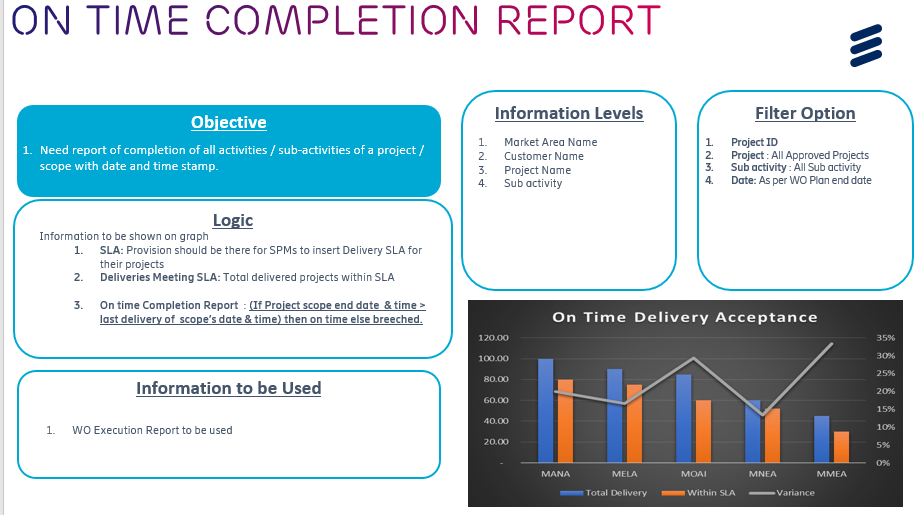 ON TIME COMPLETION REPORT
Objective
1. Need report of completion of all activities / sub-activities of a project /
scope with date and time stamp.
Logic
Information to be shown on graph
1. SLA: Provision should be there for SPMs to insert Delivery SLA for
their projects
2. Deliveries Meeting SLA: Total delivered projects within SLA
3. On time Completion Report : (If Project scope end date & time >
last delivery of scope's date & time) then on time else breeched.
Information to be Used
1. WO Execution Report to be used
Information Levels
1. Market Area Name
2. Customer Name
3. Project Name
4. Sub activity
Filter Option
1. Project ID
2. Project : All Approved Projects
3. Sub activity : All Sub activity
4. Date: As per WO Plan end date
On Time Delivery Acceptance
120.00
100.00
80.00
60.00
40.00
20.00
-
35%
30%
25%
20%
15%
10%
5%
0%
MANA MELA MOAI MNEA MMEA
Total Delivery Within SLA Variance